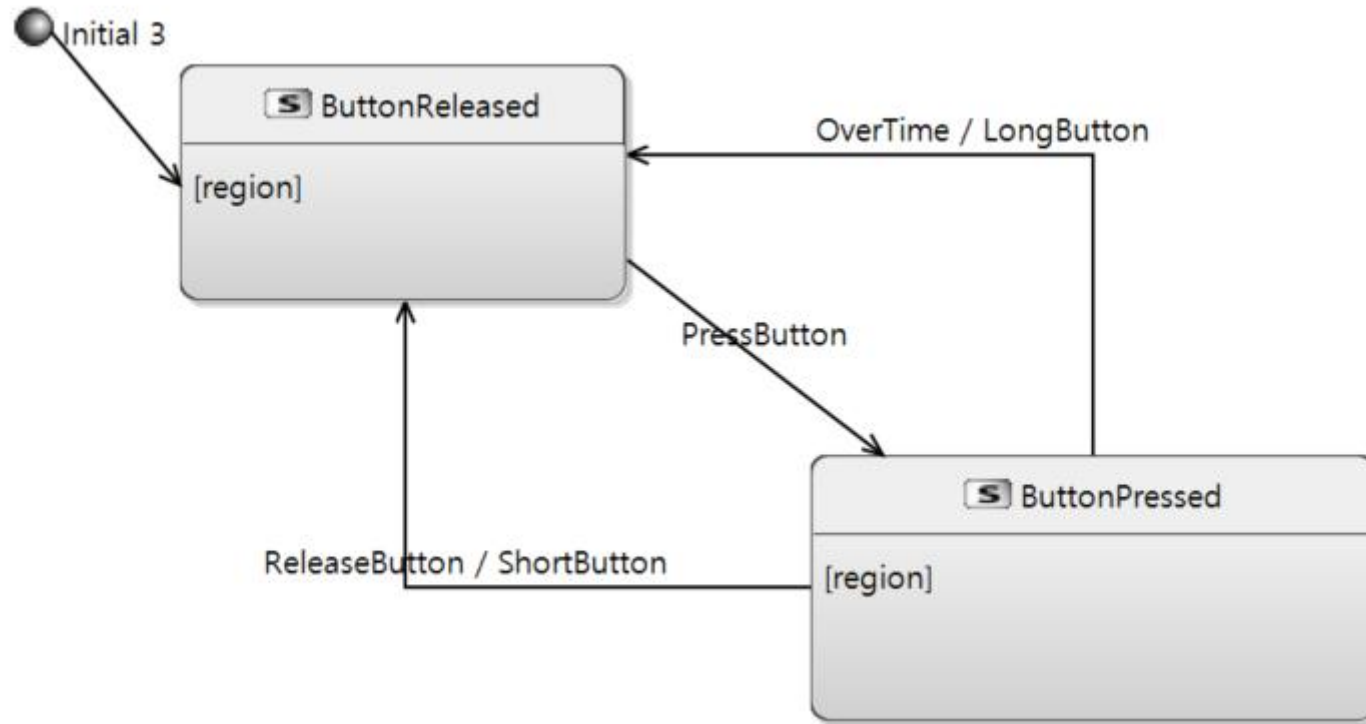 Initial 3
S ButtonReleased
OverTime / LongButton
[region]
PressButton
S ButtonPressed
ReleaseButton / ShortButton
[region]